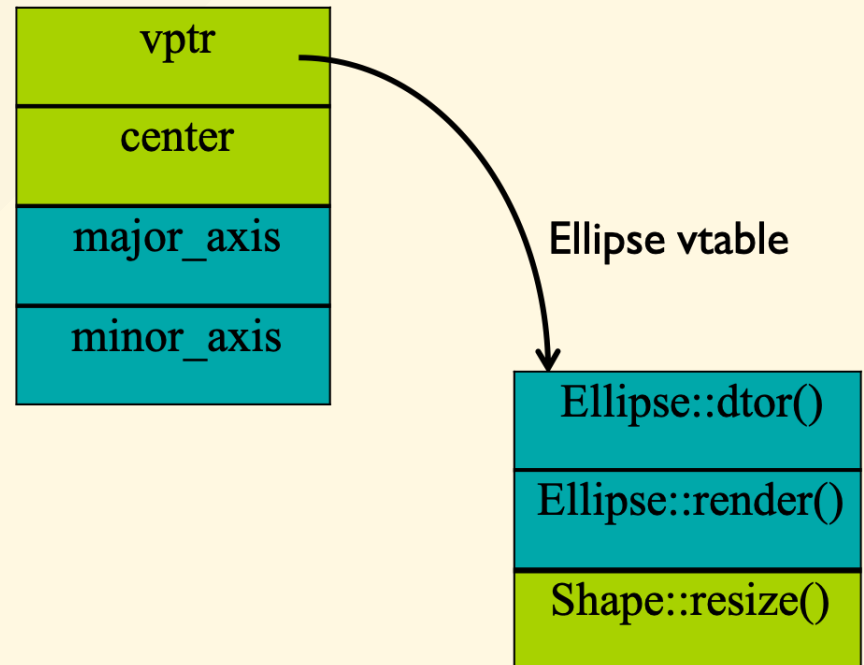 vptr
center
major_axis
minor_axis
Ellipse vtable
Ellipse::dtor()
Ellipse::render()
Shape::resize()